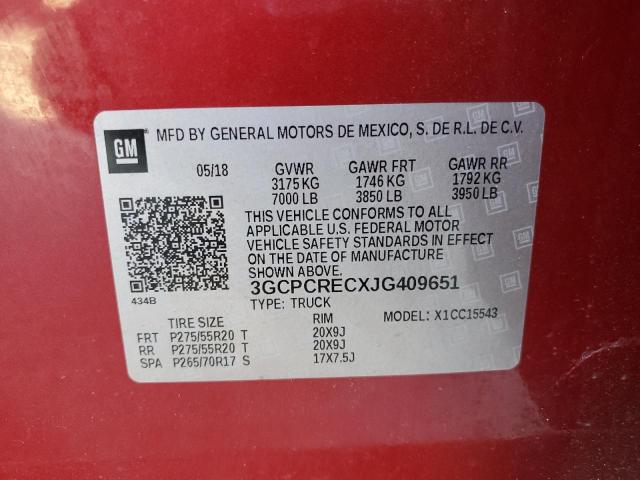 GM
MFD BY GENERAL MOTORS DE MEXICO, S. DE R.L. DE C.V.
05/18 GVWR GAWR FRT GAWR RR
3175 KG 1746 KG 1792 KG
7000 LB 3850 LB 3950 LB
THIS VEHICLE CONFORMS TO ALL
APPLICABLE U.S. FEDERAL MOTOR
VEHICLE SAFETY STANDARDS IN EFFECT
ON THE DATE OF MANUFACTURE
SHOWN ABOVE.
434B
3GCPCRECXJG409651
TYPE: TRUCK
MODEL: X1CC15543
TIRE SIZE RIM
FRT P275/55R20 T 20X9J
RR P275/55R20 T 20X9J
SPA P265/70R17 S 17X7.5J